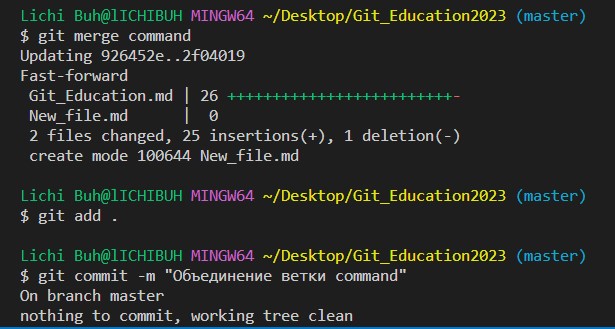 Lichi Buh@lICHIBUH MINGW64 ~/Desktop/Git_Education2023 (master)
$ git merge command
Updating 926452e..2f04019
Fast-forward
 Git_Education.md | 26 +++++++++++++++++++++++++-
 New_file.md      |  0
 2 files changed, 25 insertions(+), 1 deletion(-)
 create mode 100644 New_file.md

Lichi Buh@lICHIBUH MINGW64 ~/Desktop/Git_Education2023 (master)
$ git add .

Lichi Buh@lICHIBUH MINGW64 ~/Desktop/Git_Education2023 (master)
$ git commit -m "Объединение ветки command"
On branch master
nothing to commit, working tree clean